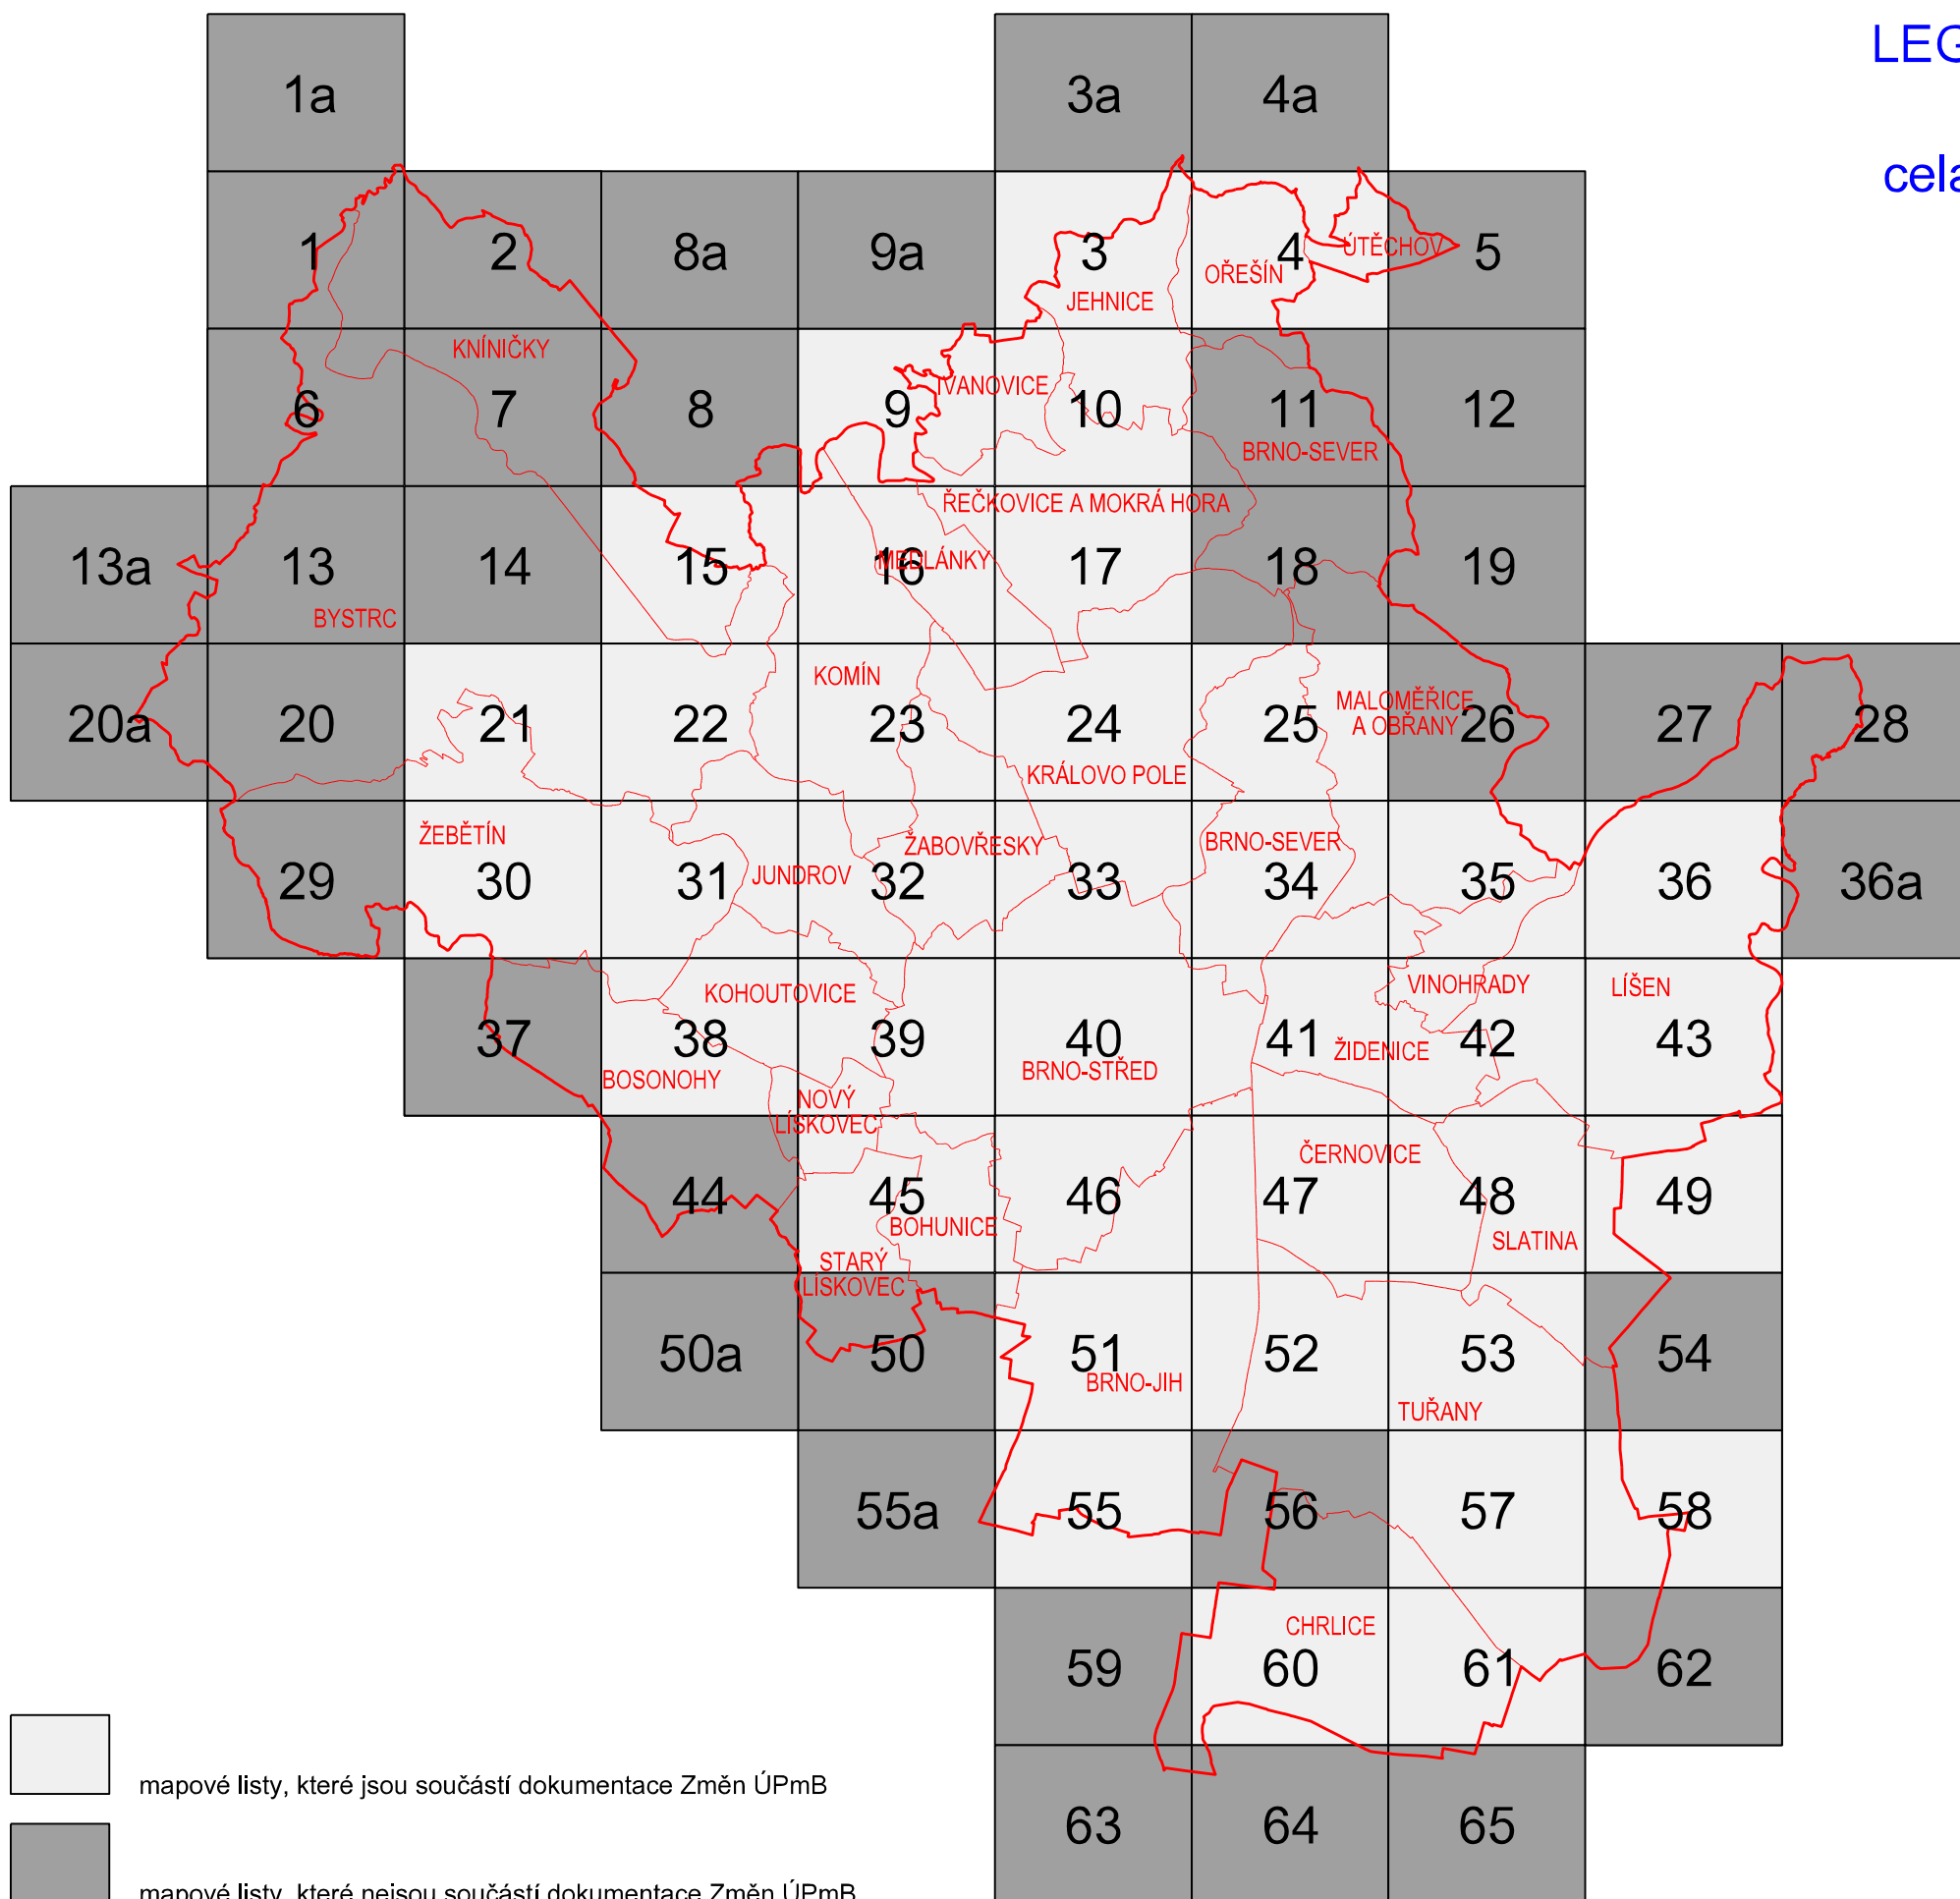 LEG
1a
3a
4a
cela
1
2
8a
9a
3
4
5
ÚTĚCHOV
OŘEŠÍN
JEHNICE
KNÍNIČKY
IVANOVICE
6
7
8
9
10
11
12
BRNO-SEVER
ŘEČKOVICE A MOKRÁ HORA
MEDLÁNKY
13a
13
14
15
16
17
18
19
BYSTRC
KOMÍN
MALOMĚŘICE
A OBŘANY
20a
20
21
22
23
24
25
26
27
28
KRÁLOVO POLE
ŽEBĚTÍN
ŽABOVŘESKY
BRNO-SEVER
JUNDROV
29
30
31
32
33
34
35
36
36a
KOHOUTOVICE
VINOHRADY
LÍŠEN
37
38
39
40
41
42
43
ŽIDENICE
BRNO-STŘED
BOSONOHY
NOVÝ
LÍSKOVEC
ČERNOVICE
44
45
46
47
48
49
BOHUNICE
SLATINA
STARÝ
LÍSKOVEC
50a
50
51
52
53
54
BRNO-JIH
TUŘANY
55a
55
56
57
58
CHRLICE
59
60
61
62
mapové listy, které jsou součástí dokumentace Změn ÚPmB
63
64
65
mapové listy, které nejsou součástí dokumentace Změn ÚPmB